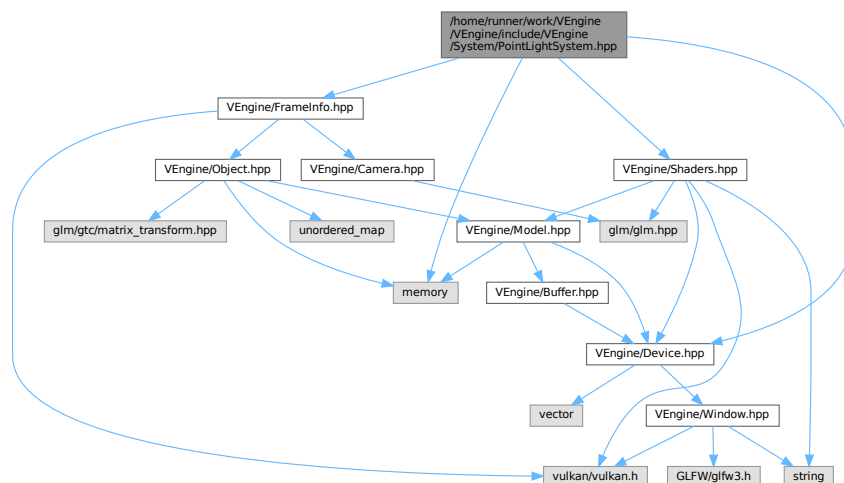 /home/runner/work/VEngine
/VEngine/include/VEngine
/System/PointLightSystem.hpp
VEngine/FrameInfo.hpp
VEngine/Object.hpp
VEngine/Camera.hpp
VEngine/Shaders.hpp
glm/gtc/matrix_transform.hpp
unordered_map
VEngine/Model.hpp
glm/glm.hpp
memory
VEngine/Buffer.hpp
VEngine/Device.hpp
vector
VEngine/Window.hpp
vulkan/vulkan.h
GLFW/glfw3.h
string